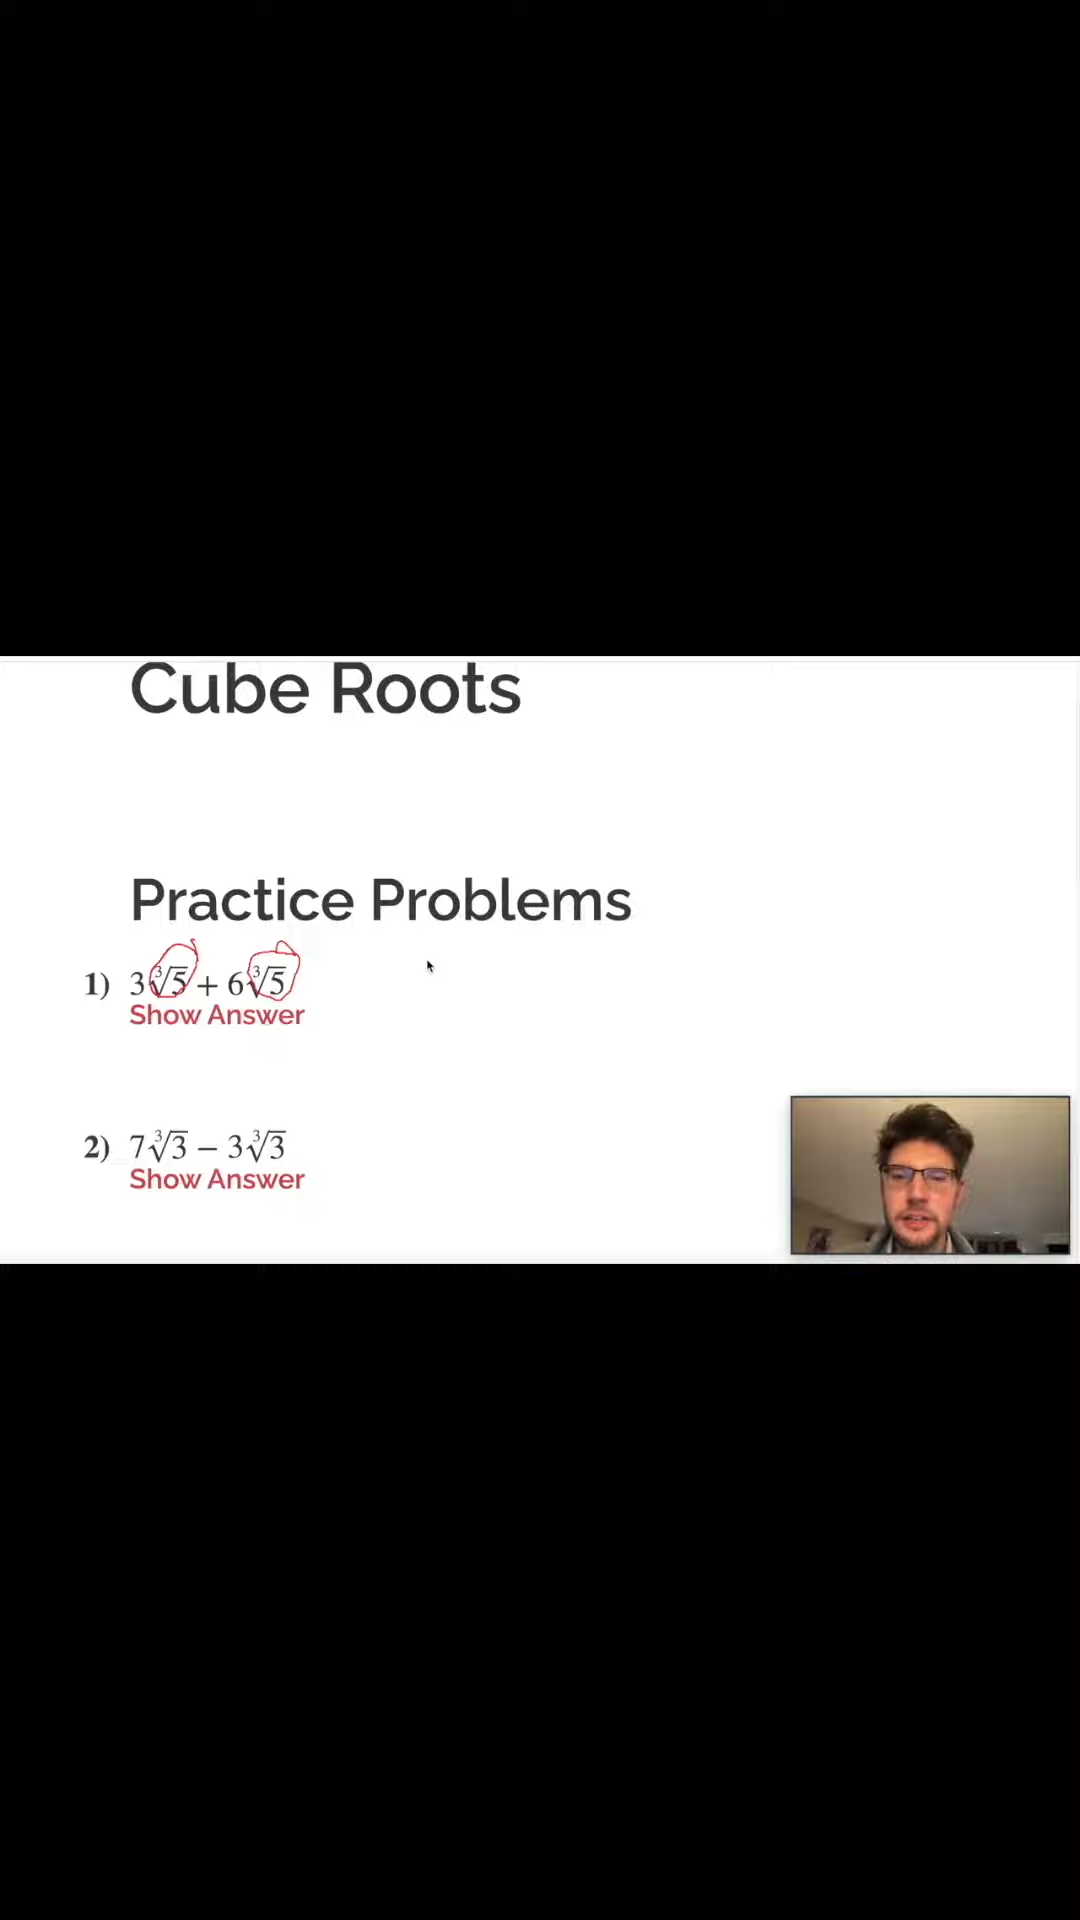 Cube Roots
Practice Problems
1) 3∛5 + 6∛5
Show Answer
2) 7∛3 − 3∛3
Show Answer